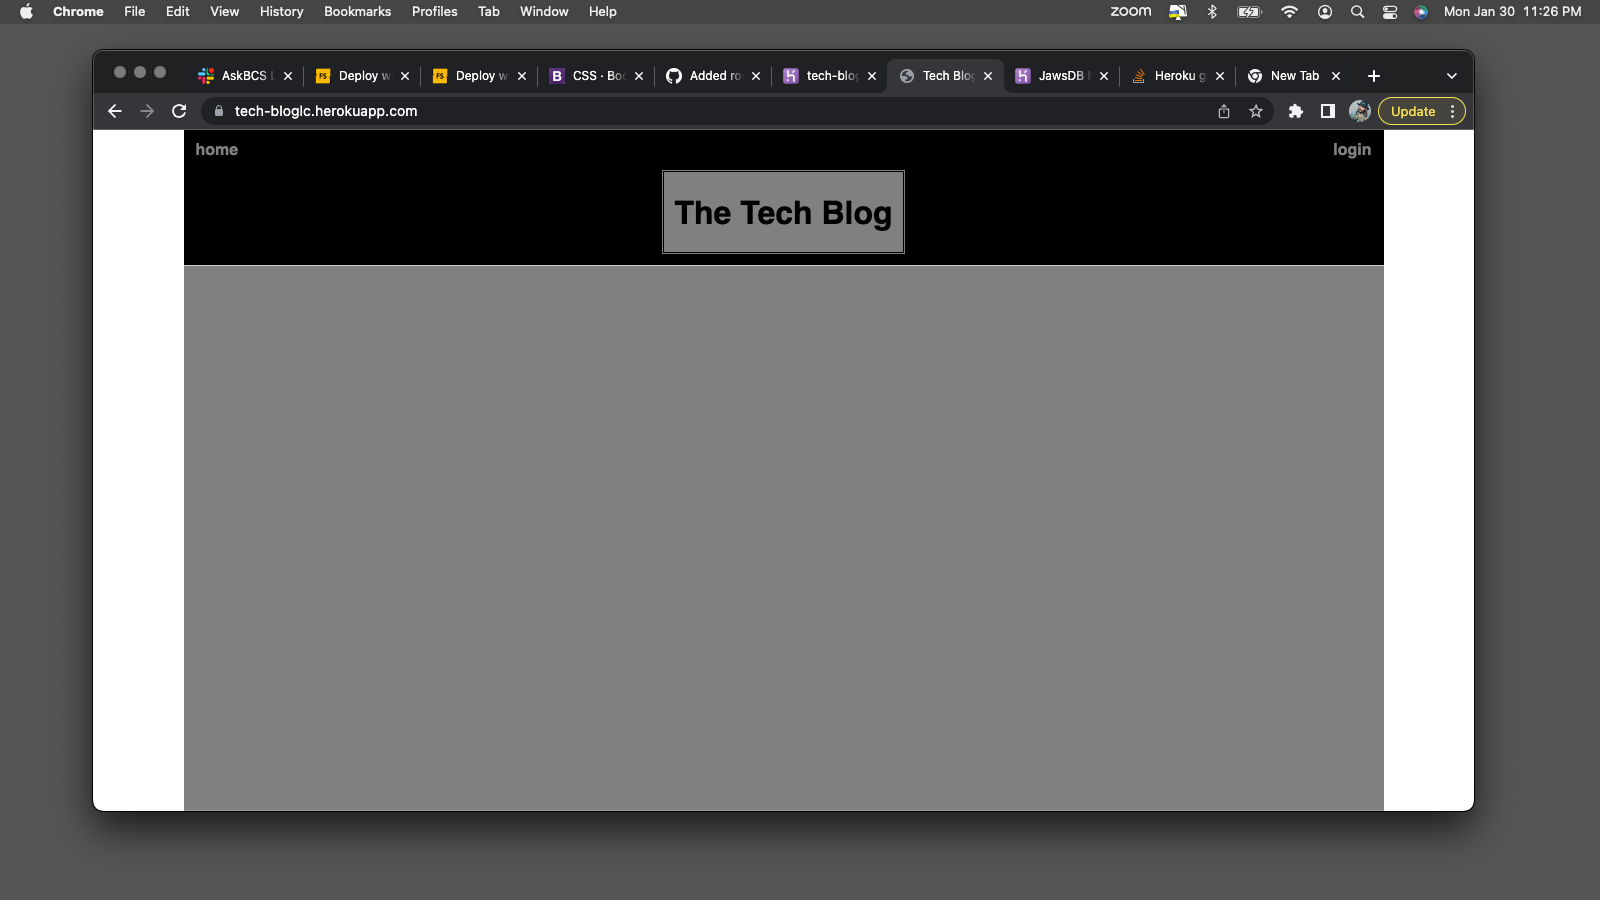 Chrome File Edit View History Bookmarks Profiles Tab Window Help zoom Mon Jan 30 11:26 PM
AskBCS Deploy w Deploy w CSS · Boo Added ro tech-blog Tech Blog JawsDB Heroku g New Tab
tech-bloglc.herokuapp.com Update
home login
The Tech Blog